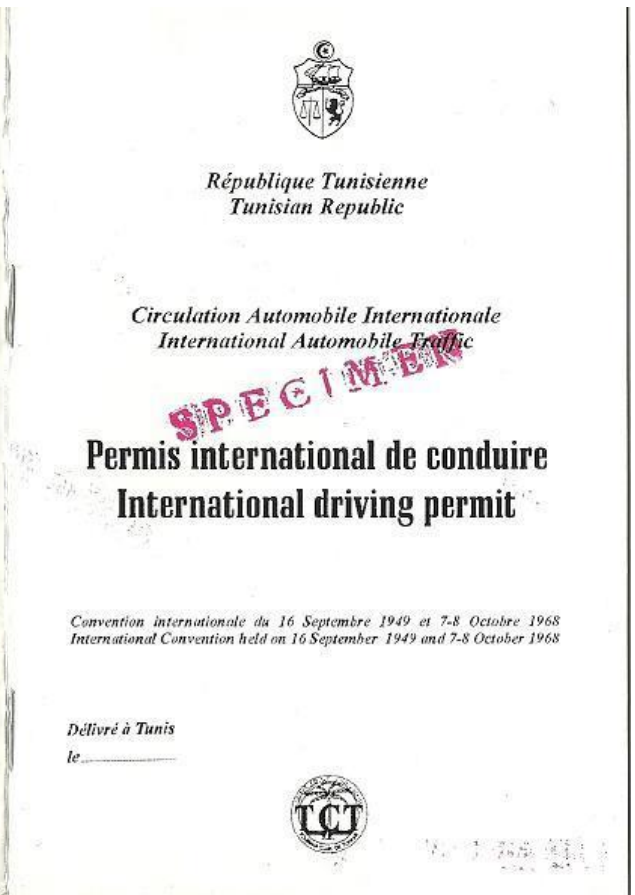 République Tunisienne
Tunisian Republic
Circulation Automobile Internationale
International Automobile Traffic
SPECIMEN
Permis international de conduire
International driving permit
Convention internationale du 16 Septembre 1949 et 7-8 Octobre 1968
International Convention held on 16 September 1949 and 7-8 October 1968
Délivré à Tunis
le
TCT